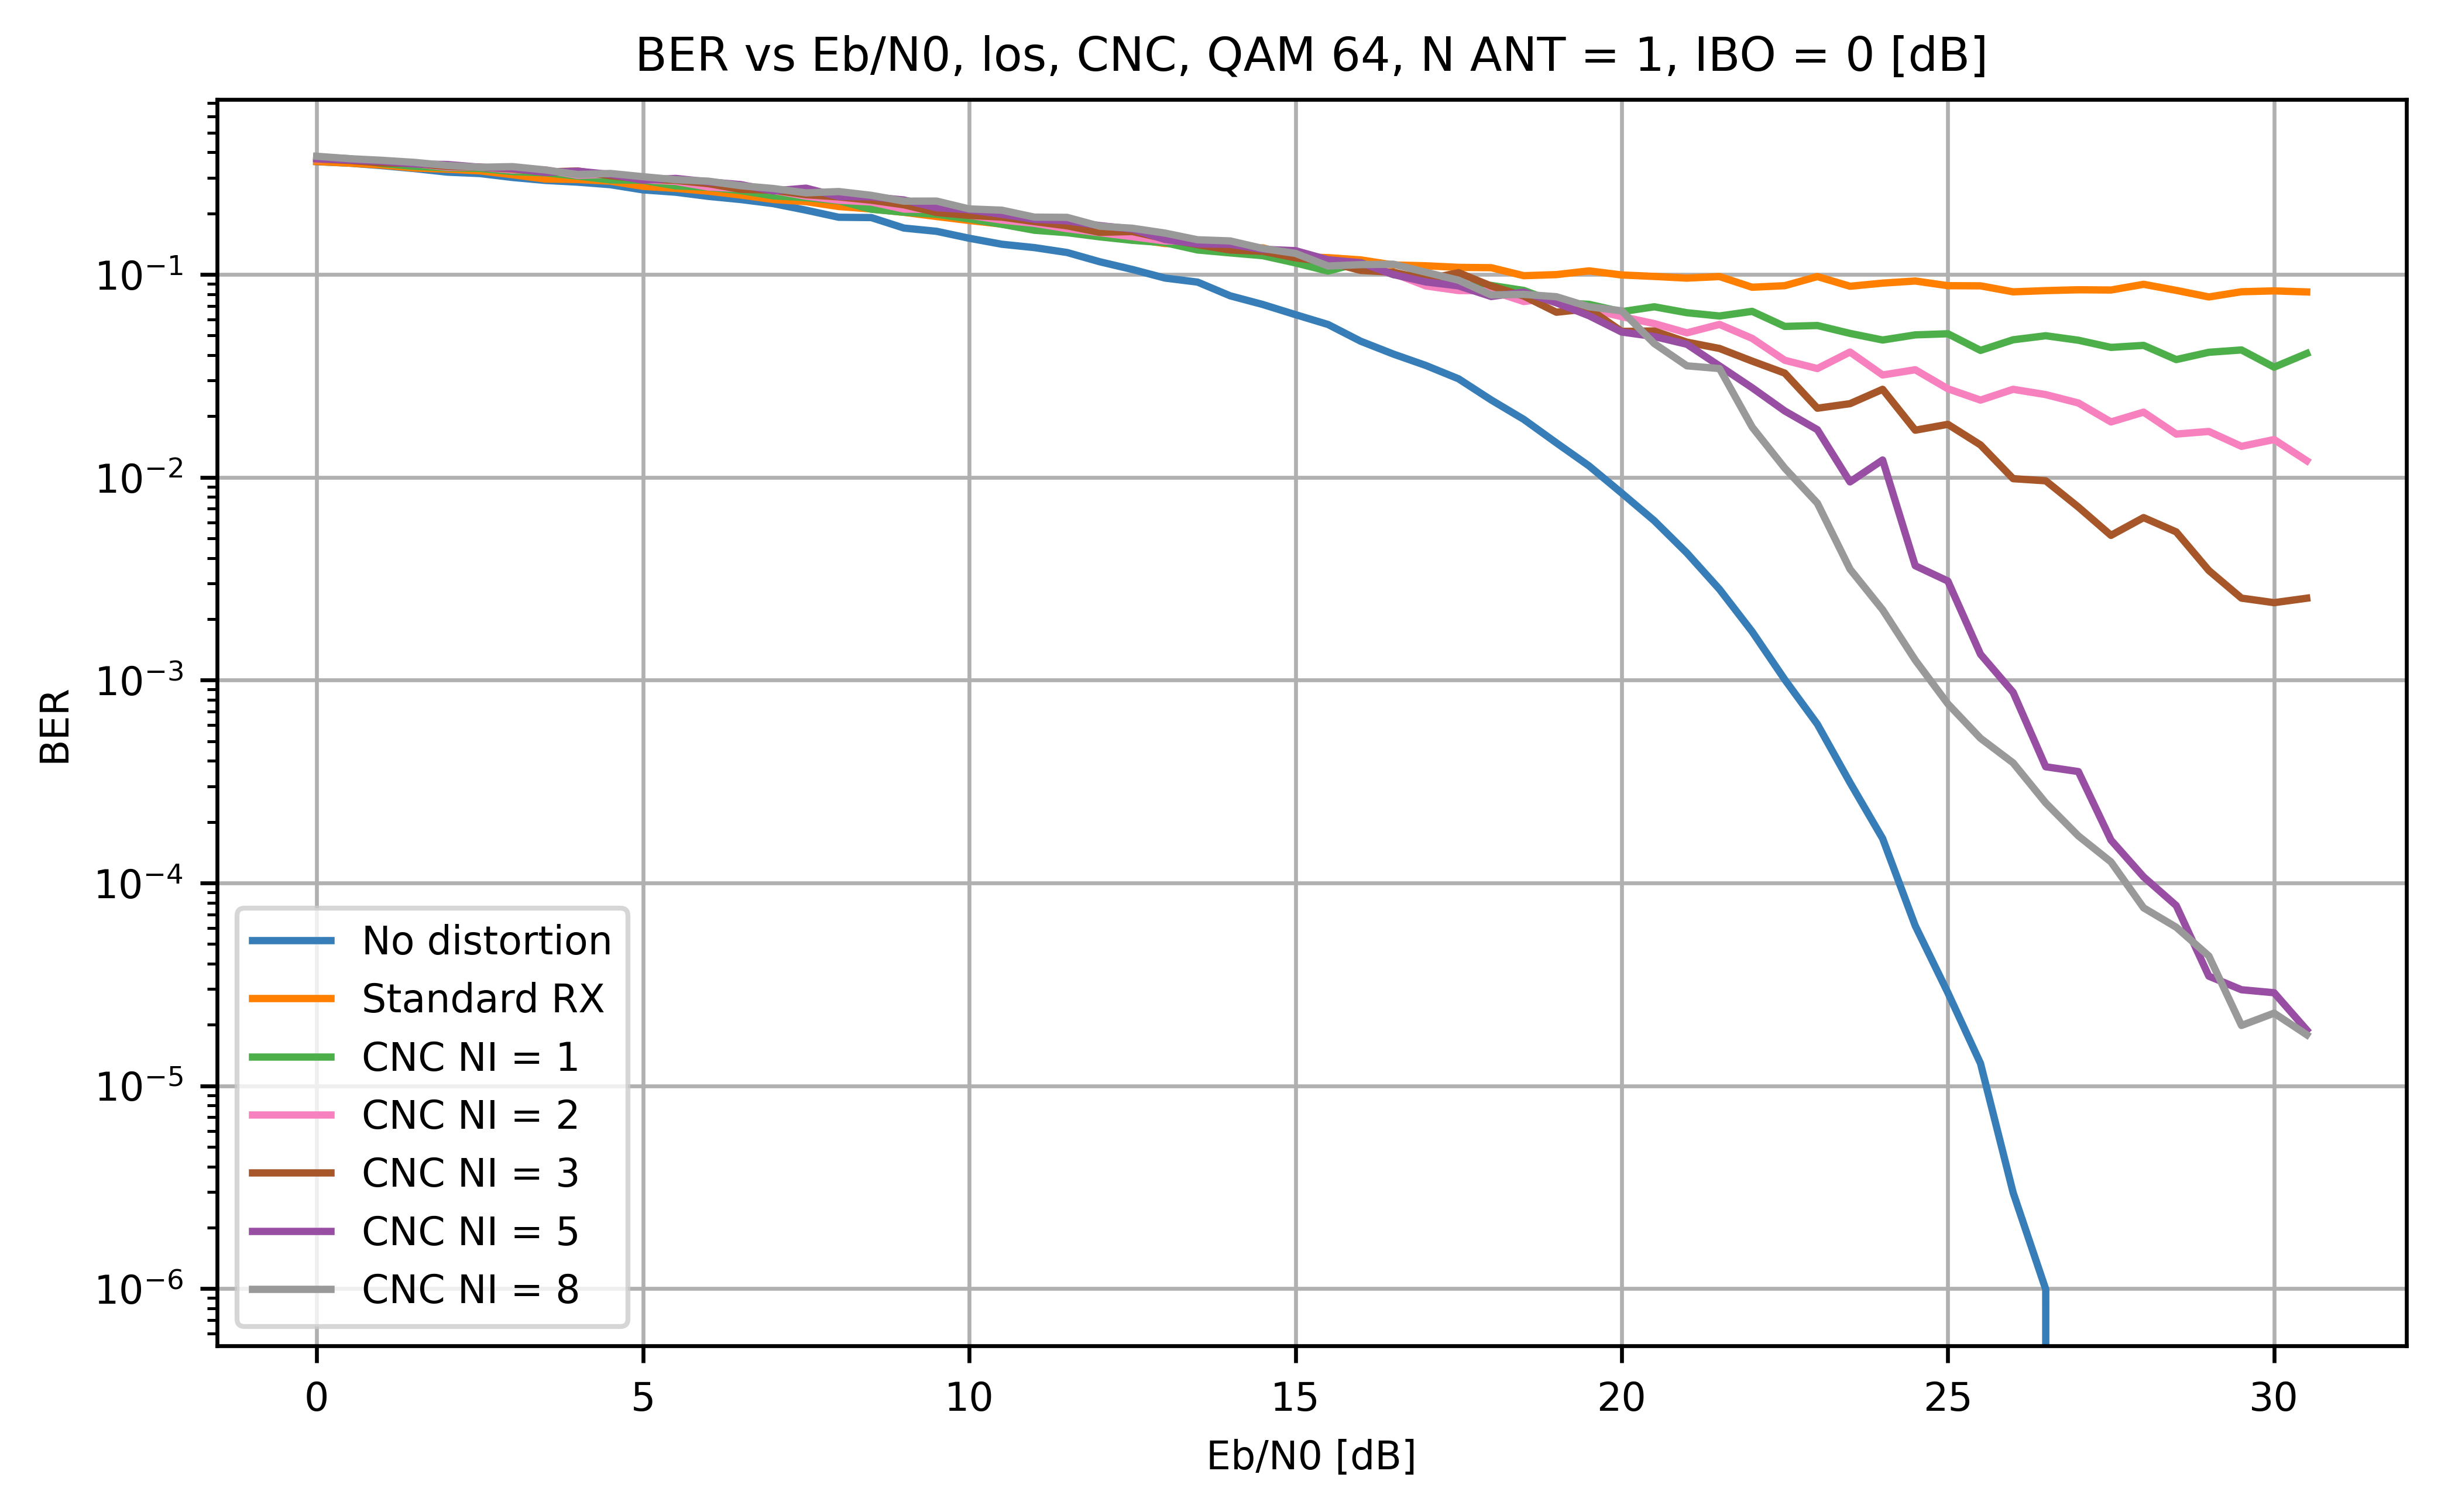 BER vs Eb/N0, los, CNC, QAM 64, N ANT = 1, IBO = 0 [dB]
BER
10⁻¹
10⁻²
10⁻³
10⁻⁴
10⁻⁵
10⁻⁶
No distortion
Standard RX
CNC NI = 1
CNC NI = 2
CNC NI = 3
CNC NI = 5
CNC NI = 8
0 5 10 15 20 25 30
Eb/N0 [dB]